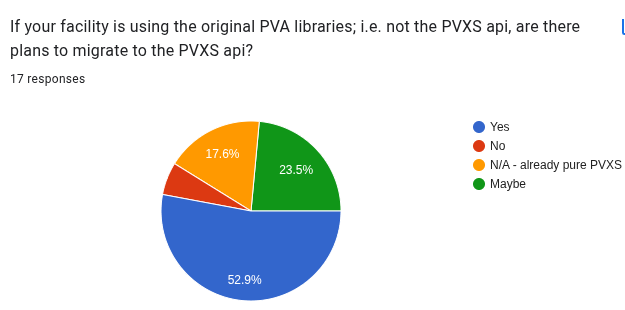 If your facility is using the original PVA libraries; i.e. not the PVXS api, are there
plans to migrate to the PVXS api?
17 responses
17.6%
23.5%
52.9%
Yes
No
N/A - already pure PVXS
Maybe